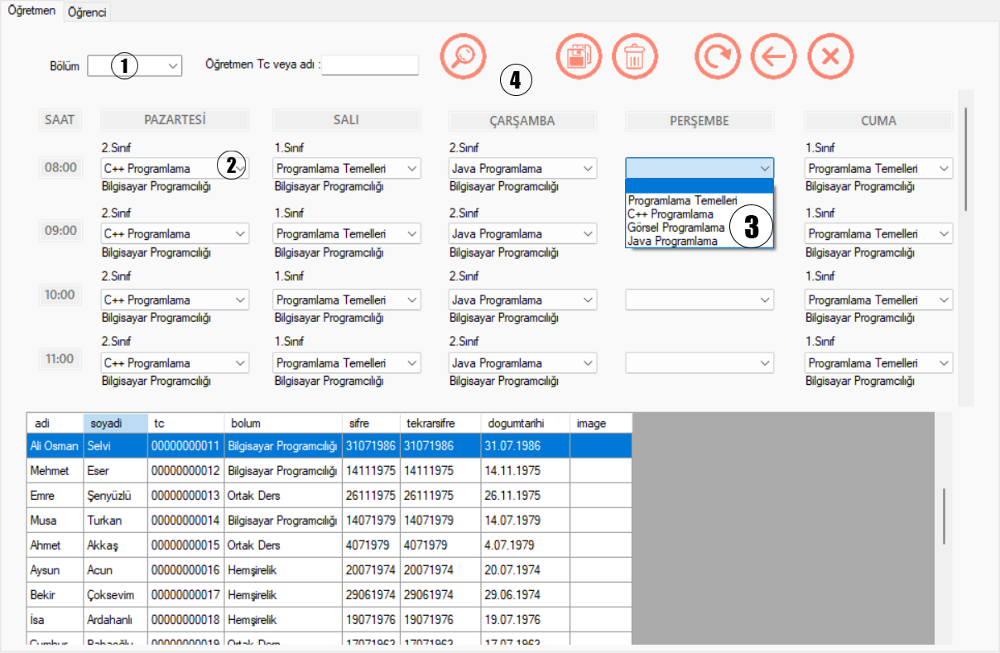 Öğretmen Öğrenci
Bölüm 1 Öğretmen Tc veya adı :
4
SAAT PAZARTESİ SALI ÇARŞAMBA PERŞEMBE CUMA
2.Sınıf 1.Sınıf 2.Sınıf 1.Sınıf
08:00 C++ Programlama 2 Programlama Temelleri Java Programlama Programlama Temelleri
Bilgisayar Programcılığı Bilgisayar Programcılığı Bilgisayar Programcılığı Bilgisayar Programcılığı
Programlama Temelleri
C++ Programlama
Görsel Programlama 3
Java Programlama
2.Sınıf 1.Sınıf 2.Sınıf 1.Sınıf
09:00 C++ Programlama Programlama Temelleri Java Programlama Programlama Temelleri
Bilgisayar Programcılığı Bilgisayar Programcılığı Bilgisayar Programcılığı Bilgisayar Programcılığı
2.Sınıf 1.Sınıf 2.Sınıf 1.Sınıf
10:00 C++ Programlama Programlama Temelleri Java Programlama Programlama Temelleri
Bilgisayar Programcılığı Bilgisayar Programcılığı Bilgisayar Programcılığı Bilgisayar Programcılığı
2.Sınıf 1.Sınıf 2.Sınıf 1.Sınıf
11:00 C++ Programlama Programlama Temelleri Java Programlama Programlama Temelleri
Bilgisayar Programcılığı Bilgisayar Programcılığı Bilgisayar Programcılığı Bilgisayar Programcılığı
adi soyadi tc bolum sifre tekrarsifre dogumtarihi image
Ali Osman Selvi 00000000011 Bilgisayar Programcılığı 31071986 31071986 31.07.1986
Mehmet Eser 00000000012 Bilgisayar Programcılığı 14111975 14111975 14.11.1975
Emre Şenyüzlü 00000000013 Ortak Ders 26111975 26111975 26.11.1975
Musa Turkan 00000000014 Bilgisayar Programcılığı 14071979 14071979 14.07.1979
Ahmet Akkaş 00000000015 Ortak Ders 4071979 4071979 4.07.1979
Aysun Acun 00000000016 Hemşirelik 20071974 20071974 20.07.1974
Bekir Çoksevim 00000000017 Hemşirelik 29061974 29061974 29.06.1974
İsa Ardahanlı 00000000018 Hemşirelik 19071976 19071976 19.07.1976
Cumhur Babaoğlu 00000000019 Ortak Ders 17071963 17071963 17.07.1963